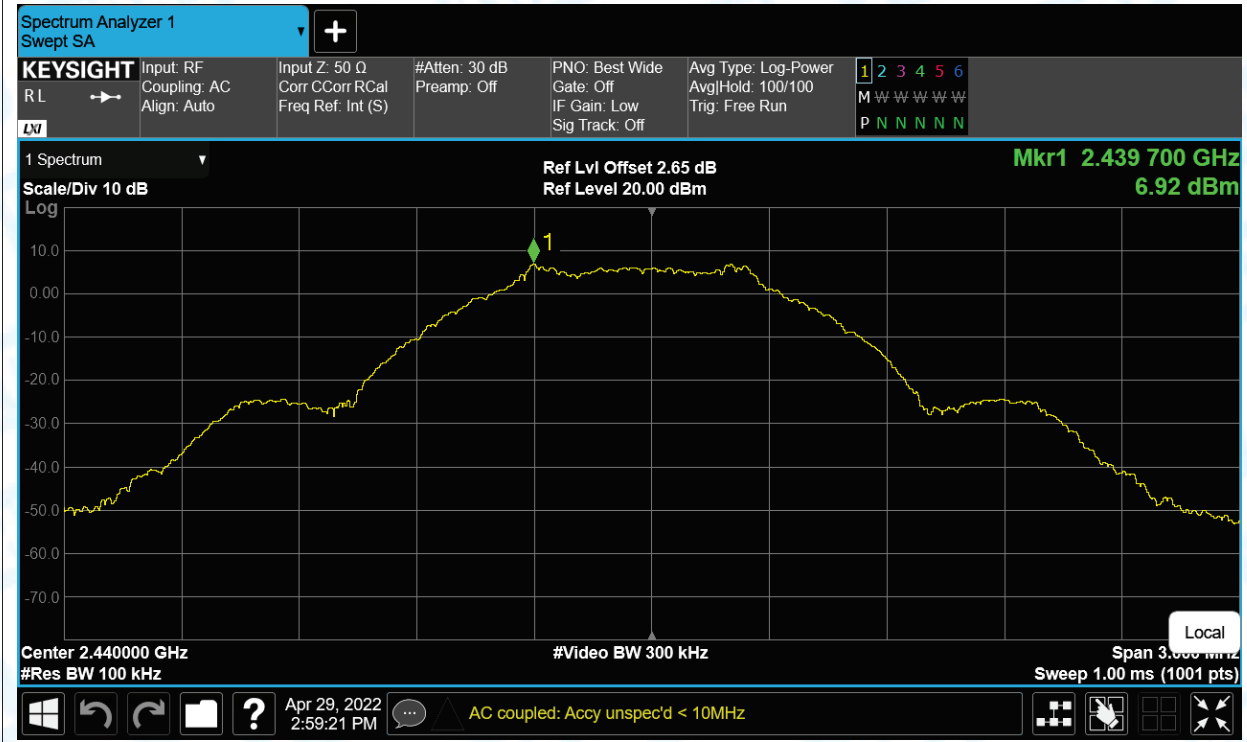 Spectrum Analyzer 1
Swept SA
KEYSIGHT
R L
LXI
Input: RF
Coupling: AC
Align: Auto
Input Z: 50 Ω
Corr CCorr RCal
Freq Ref: Int (S)
#Atten: 30 dB
Preamp: Off
PNO: Best Wide
Gate: Off
IF Gain: Low
Sig Track: Off
Avg Type: Log-Power
Avg|Hold: 100/100
Trig: Free Run
1 2 3 4 5 6
M W W W W W
P N N N N N
1 Spectrum
Scale/Div 10 dB
Log
Ref Lvl Offset 2.65 dB
Ref Level 20.00 dBm
Mkr1 2.439 700 GHz
6.92 dBm
1
10.0
0.00
-10.0
-20.0
-30.0
-40.0
-50.0
-60.0
-70.0
Local
Center 2.440000 GHz
#Res BW 100 kHz
#Video BW 300 kHz
Span
Sweep 1.00 ms (1001 pts)
?
Apr 29, 2022
2:59:21 PM
AC coupled: Accy unspec'd < 10MHz